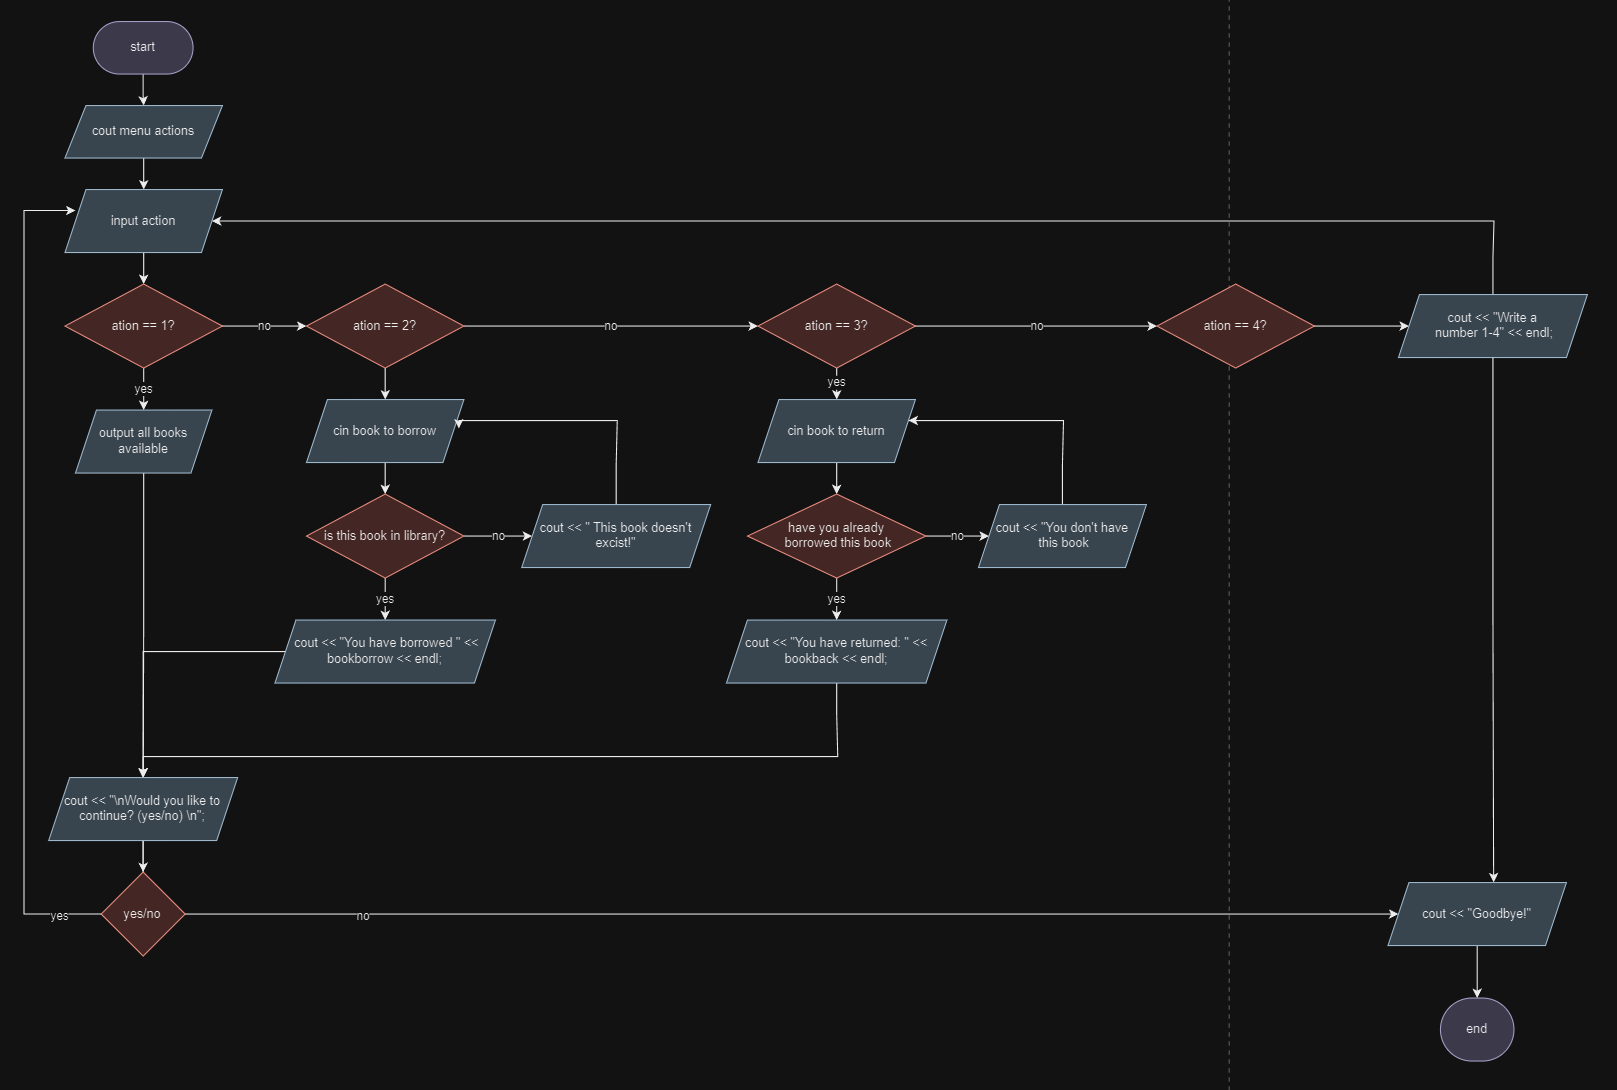 start
cout menu actions
input action
ation == 1?
no
ation == 2?
no
ation == 3?
no
ation == 4?
cout << "Write a
number 1-4" << endl;
yes
yes
output all books
available
cin book to borrow
cin book to return
is this book in library?
no
cout << " This book doesn't
excist!"
have you already
borrowed this book
no
cout << "You don't have
this book
yes
yes
cout << "You have borrowed " <<
bookborrow << endl;
cout << "You have returned: " <<
bookback << endl;
cout << "\nWould you like to
continue? (yes/no) \n";
yes
yes/no
no
cout << "Goodbye!"
end